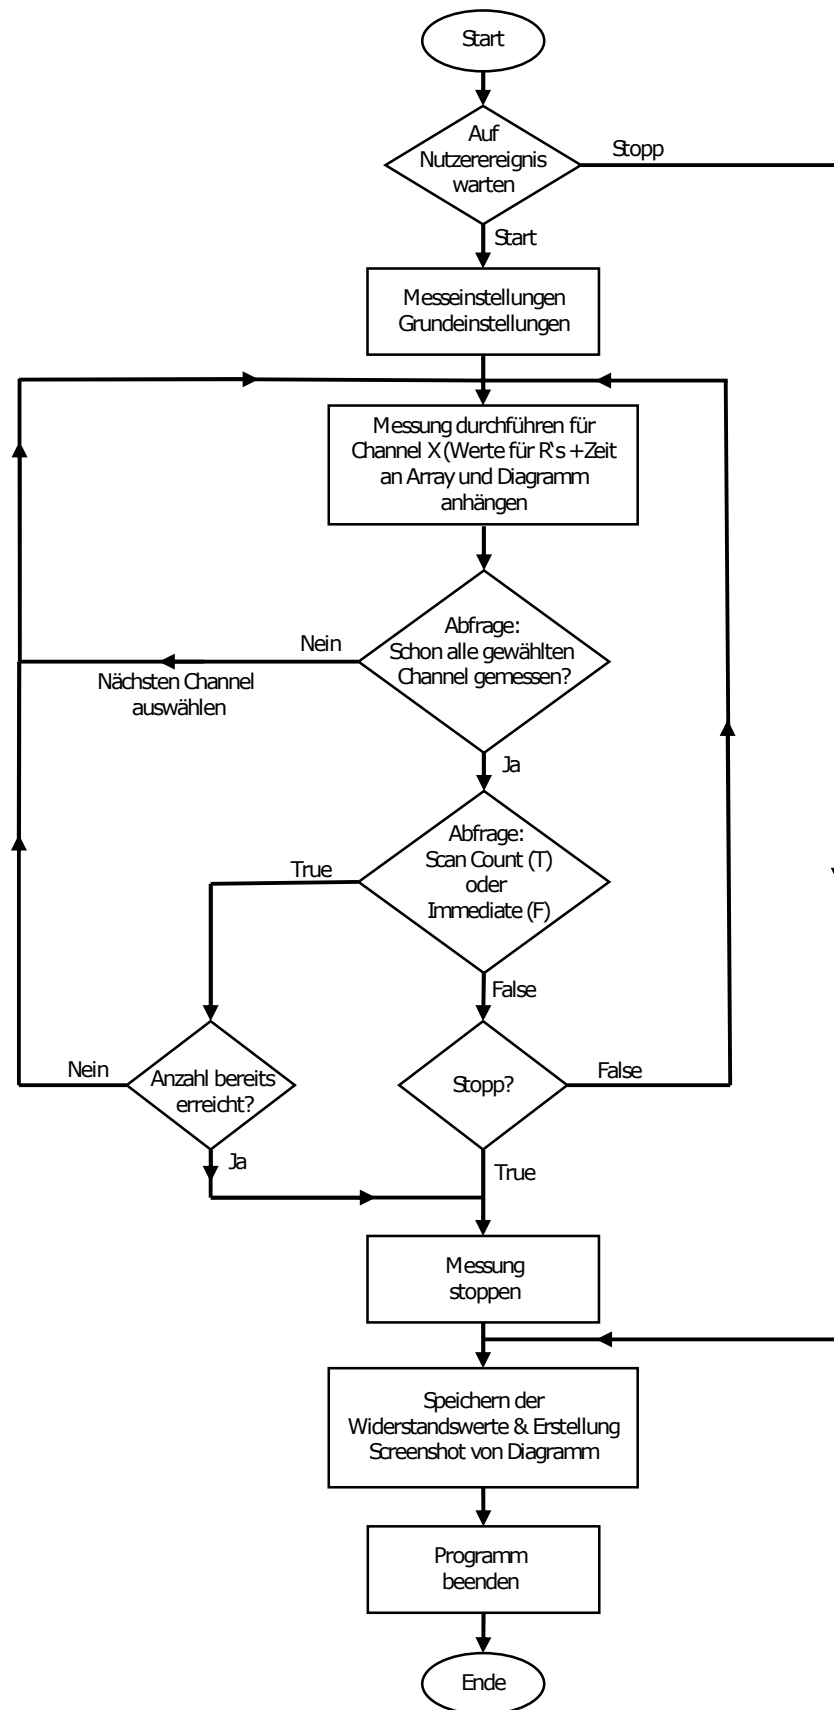 Start
Auf
Nutzerereignis
warten
Stopp
Start
Messeinstellungen
Grundeinstellungen
Messung durchführen für
Channel X (Werte für R‘s + Zeit
an Array und Diagramm
anhängen
Abfrage:
Schon alle gewählten
Channel gemessen?
Nein
Nächsten Channel
auswählen
Ja
Abfrage:
Scan Count (T)
oder
Immediate (F)
True
False
Anzahl bereits
erreicht?
Nein
Ja
Stopp?
False
True
Messung
stoppen
Speichern der
Widerstandswerte & Erstellung
Screenshot von Diagramm
Programm
beenden
Ende